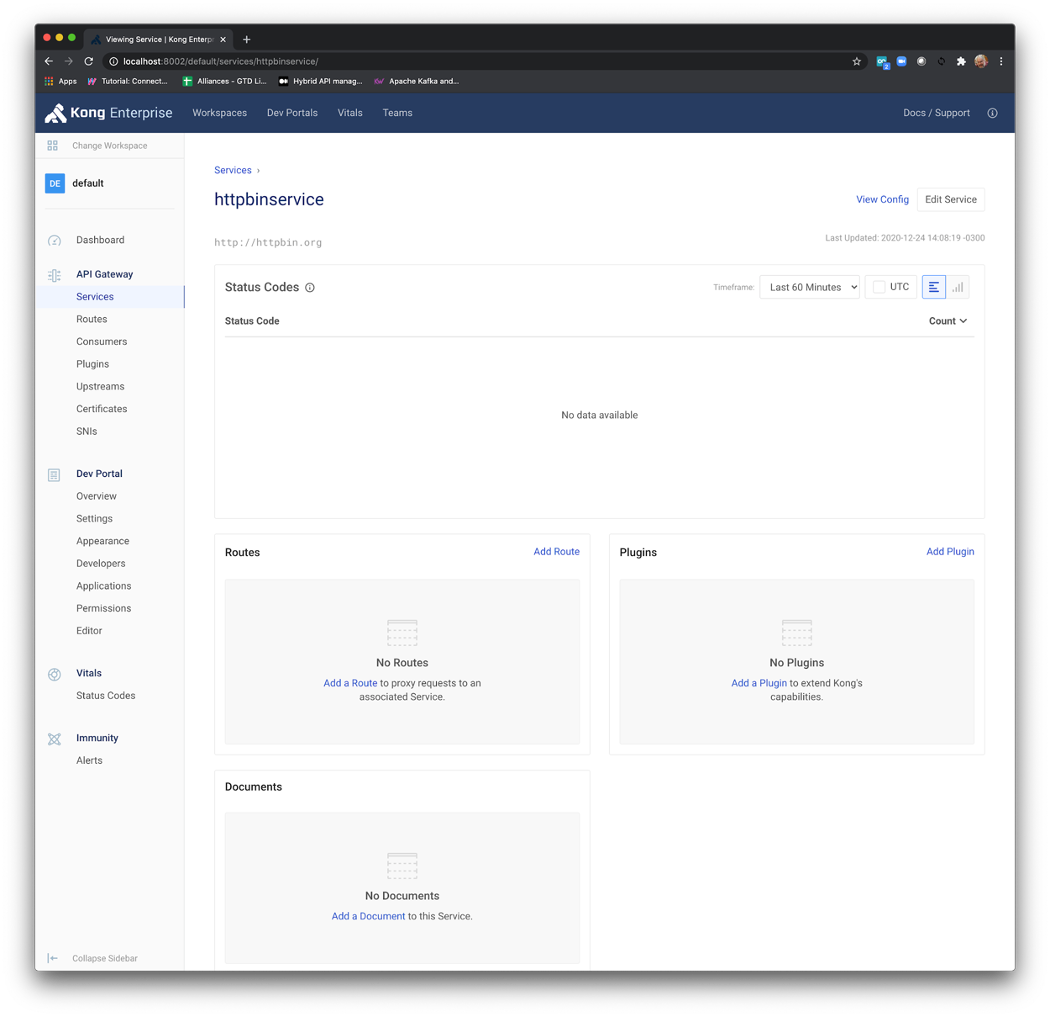 Viewing Service | Kong Enterpr
localhost:8002/default/services/httpbinservice/
Apps
Tutorial: Connect...
Alliances - GTD Li...
Hybrid API manag...
Apache Kafka and...
Kong Enterprise
Workspaces
Dev Portals
Vitals
Teams
Docs / Support
Change Workspace
DE default
Dashboard
API Gateway
Services
Routes
Consumers
Plugins
Upstreams
Certificates
SNIs
Dev Portal
Overview
Settings
Appearance
Developers
Applications
Permissions
Editor
Vitals
Status Codes
Immunity
Alerts
Collapse Sidebar
Services ›
httpbinservice
View Config
Edit Service
http://httpbin.org
Last Updated: 2020-12-24 14:08:19 -0300
Status Codes
Timeframe:
Last 60 Minutes
UTC
Status Code
Count
No data available
Routes
Add Route
No Routes
Add a Route to proxy requests to an
associated Service.
Plugins
Add Plugin
No Plugins
Add a Plugin to extend Kong's
capabilities.
Documents
No Documents
Add a Document to this Service.